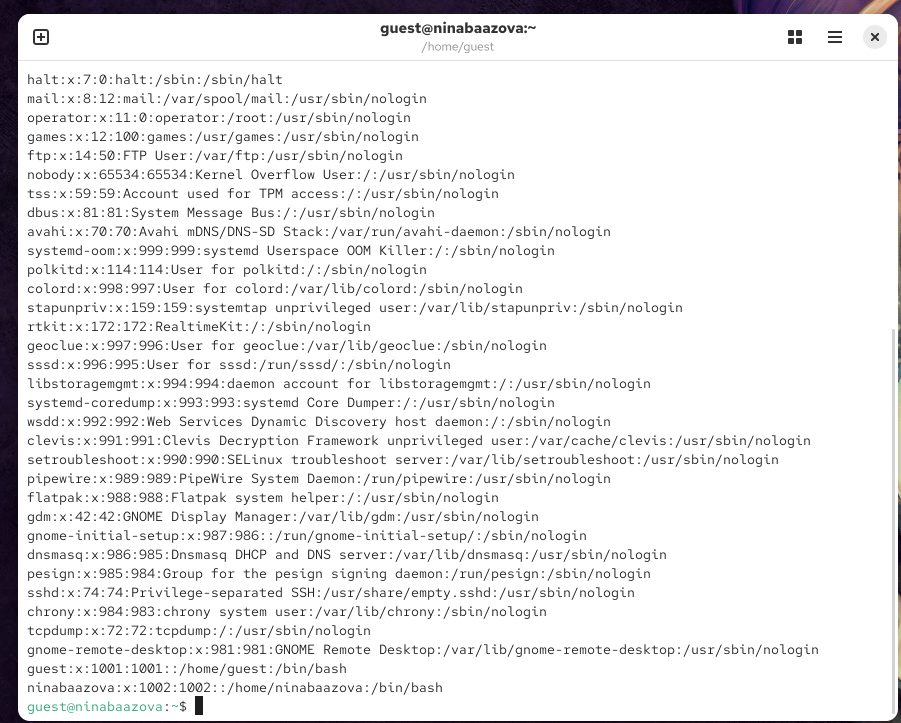 guest@ninabaazova:~
/home/guest
halt:x:7:0:halt:/sbin:/sbin/halt
mail:x:8:12:mail:/var/spool/mail:/usr/sbin/nologin
operator:x:11:0:operator:/root:/usr/sbin/nologin
games:x:12:100:games:/usr/games:/usr/sbin/nologin
ftp:x:14:50:FTP User:/var/ftp:/usr/sbin/nologin
nobody:x:65534:65534:Kernel Overflow User:/:/usr/sbin/nologin
tss:x:59:59:Account used for TPM access:/:/usr/sbin/nologin
dbus:x:81:81:System Message Bus:/:/usr/sbin/nologin
avahi:x:70:70:Avahi mDNS/DNS-SD Stack:/var/run/avahi-daemon:/sbin/nologin
systemd-oom:x:999:999:systemd Userspace OOM Killer:/:/sbin/nologin
polkitd:x:114:114:User for polkitd:/:/sbin/nologin
colord:x:998:997:User for colord:/var/lib/colord:/sbin/nologin
stapunpriv:x:159:159:systemtap unprivileged user:/var/lib/stapunpriv:/sbin/nologin
rtkit:x:172:172:RealtimeKit:/:/sbin/nologin
geoclue:x:997:996:User for geoclue:/var/lib/geoclue:/sbin/nologin
sssd:x:996:995:User for sssd:/run/sssd/:/sbin/nologin
libstoragemgmt:x:994:994:daemon account for libstoragemgmt:/:/usr/sbin/nologin
systemd-coredump:x:993:993:systemd Core Dumper:/:/usr/sbin/nologin
wsdd:x:992:992:Web Services Dynamic Discovery host daemon:/:/sbin/nologin
clevis:x:991:991:Clevis Decryption Framework unprivileged user:/var/cache/clevis:/usr/sbin/nologin
setroubleshoot:x:990:990:SELinux troubleshoot server:/var/lib/setroubleshoot:/usr/sbin/nologin
pipewire:x:989:989:PipeWire System Daemon:/run/pipewire:/usr/sbin/nologin
flatpak:x:988:988:Flatpak system helper:/:/usr/sbin/nologin
gdm:x:42:42:GNOME Display Manager:/var/lib/gdm:/usr/sbin/nologin
gnome-initial-setup:x:987:986::/run/gnome-initial-setup/:/sbin/nologin
dnsmasq:x:986:985:Dnsmasq DHCP and DNS server:/var/lib/dnsmasq:/usr/sbin/nologin
pesign:x:985:984:Group for the pesign signing daemon:/run/pesign:/sbin/nologin
sshd:x:74:74:Privilege-separated SSH:/usr/share/empty.sshd:/usr/sbin/nologin
chrony:x:984:983:chrony system user:/var/lib/chrony:/sbin/nologin
tcpdump:x:72:72:tcpdump:/:/usr/sbin/nologin
gnome-remote-desktop:x:981:981:GNOME Remote Desktop:/var/lib/gnome-remote-desktop:/usr/sbin/nologin
guest:x:1001:1001::/home/guest:/bin/bash
ninabaazova:x:1002:1002::/home/ninabaazova:/bin/bash
guest@ninabaazova:~$